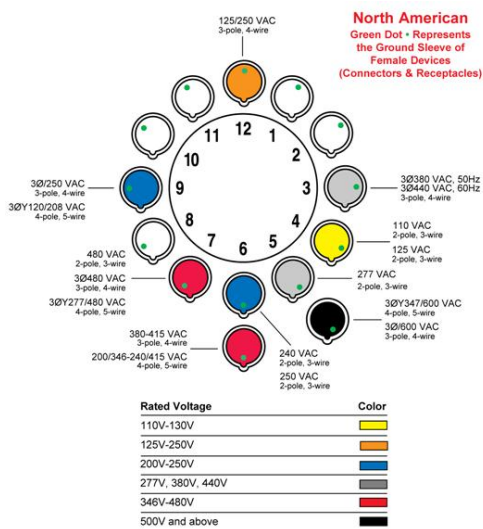 North American
Green Dot • Represents
the Ground Sleeve of
Female Devices
(Connectors & Receptacles)
125/250 VAC
3-pole, 4-wire
12
1
2
3
4
5
6
7
8
9
10
11
3Ø380 VAC, 50Hz
3Ø440 VAC, 60Hz
3-pole, 4-wire
110 VAC
2-pole, 3-wire
125 VAC
2-pole, 3-wire
277 VAC
2-pole, 3-wire
3ØY347/600 VAC
4-pole, 5-wire
3Ø/600 VAC
3-pole, 4-wire
240 VAC
2-pole, 3-wire
250 VAC
2-pole, 3-wire
380-415 VAC
3-pole, 4-wire
200/346-240/415 VAC
4-pole, 5-wire
480 VAC
2-pole, 3-wire
3Ø480 VAC
3-pole, 4-wire
3ØY277/480 VAC
4-pole, 5-wire
3Ø/250 VAC
3-pole, 4-wire
3ØY120/208 VAC
4-pole, 5-wire
Rated Voltage Color
110V-130V
125V-250V
200V-250V
277V, 380V, 440V
346V-480V
500V and above